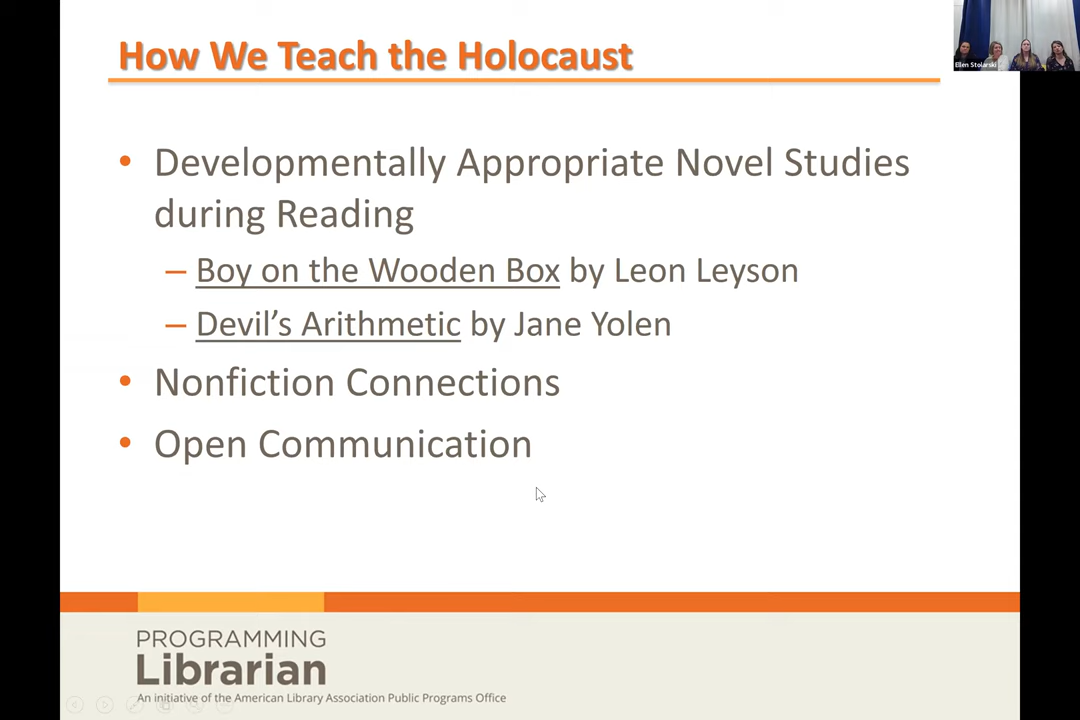 How We Teach the Holocaust
Ellen Stolarski
• Developmentally Appropriate Novel Studies
during Reading
– Boy on the Wooden Box by Leon Leyson
– Devil’s Arithmetic by Jane Yolen
• Nonfiction Connections
• Open Communication
PROGRAMMING
Librarian
An initiative of the American Library Association Public Programs Office